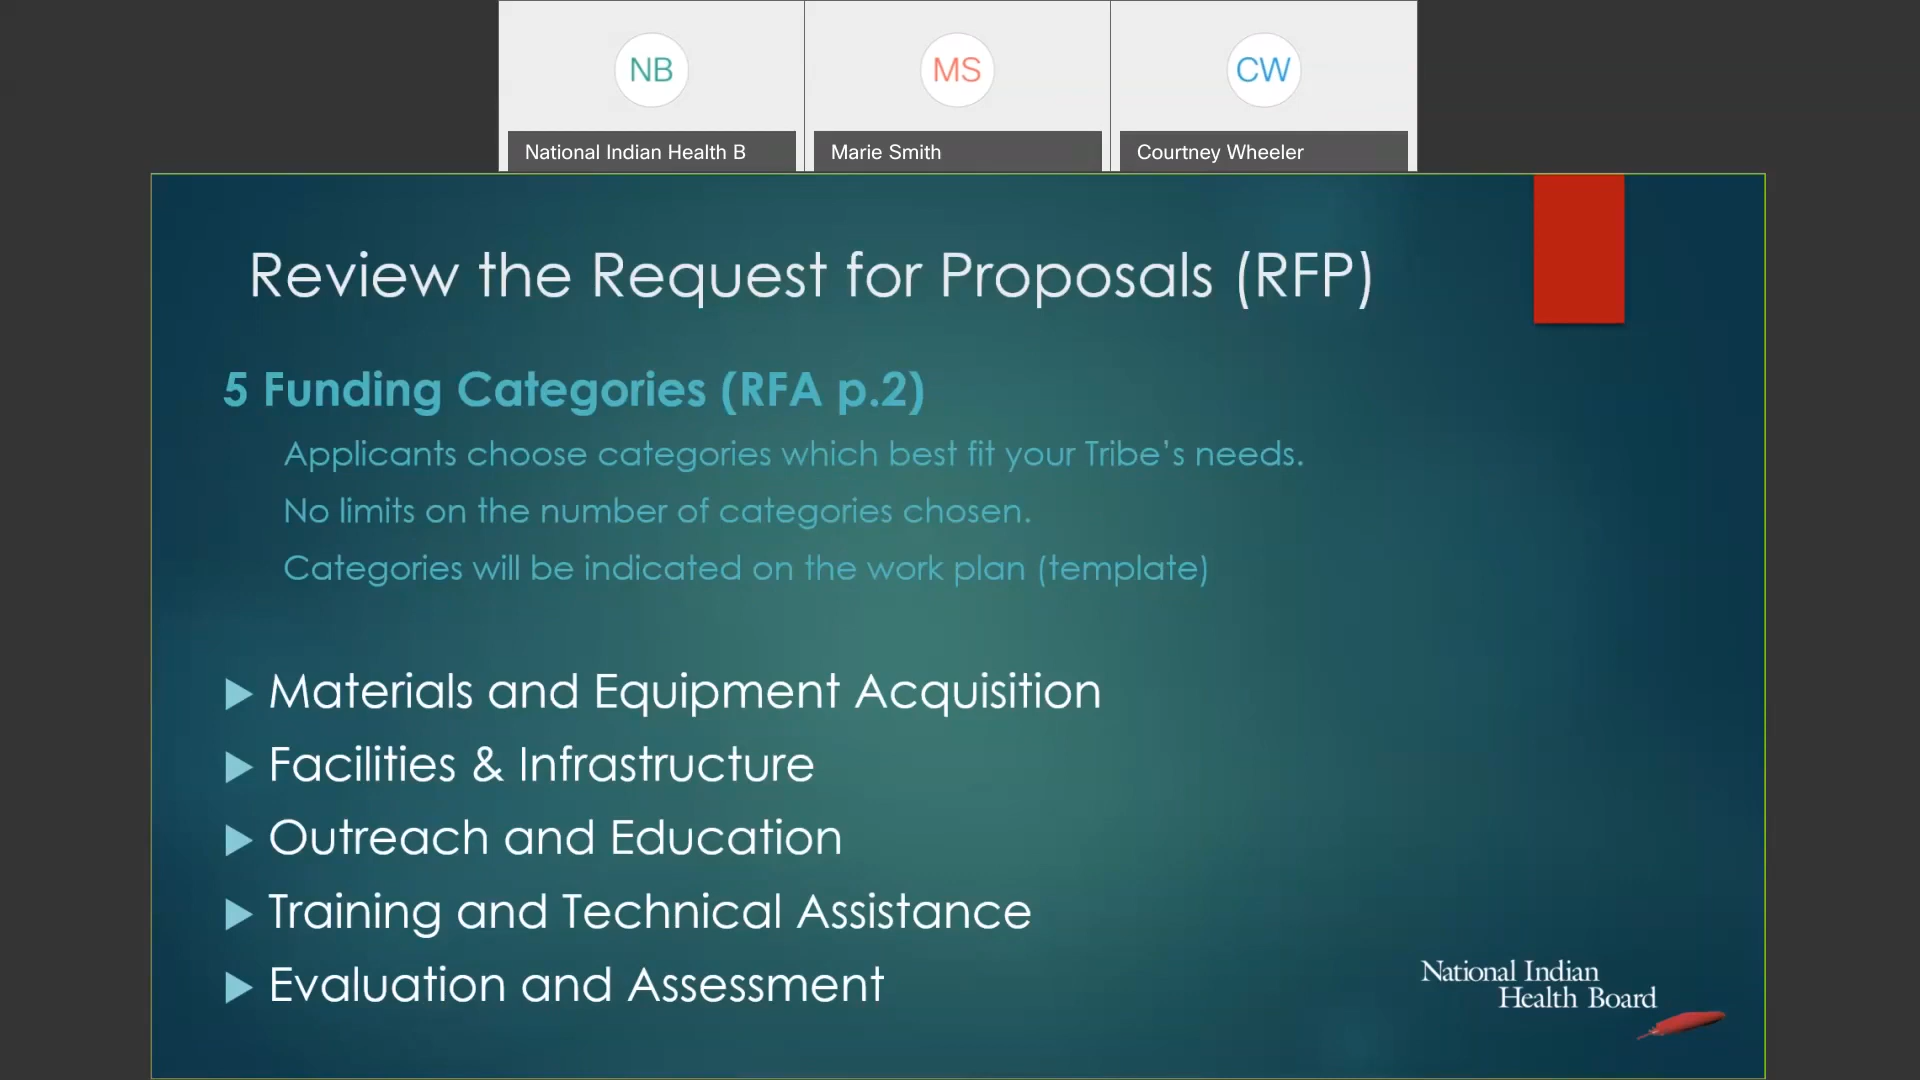 NB
MS
CW
National Indian Health B
Marie Smith
Courtney Wheeler
Review the Request for Proposals (RFP)
5 Funding Categories (RFA p.2)
Applicants choose categories which best fit your Tribe’s needs.
No limits on the number of categories chosen.
Categories will be indicated on the work plan (template)
Materials and Equipment Acquisition
Facilities & Infrastructure
Outreach and Education
Training and Technical Assistance
Evaluation and Assessment
National Indian
Health Board